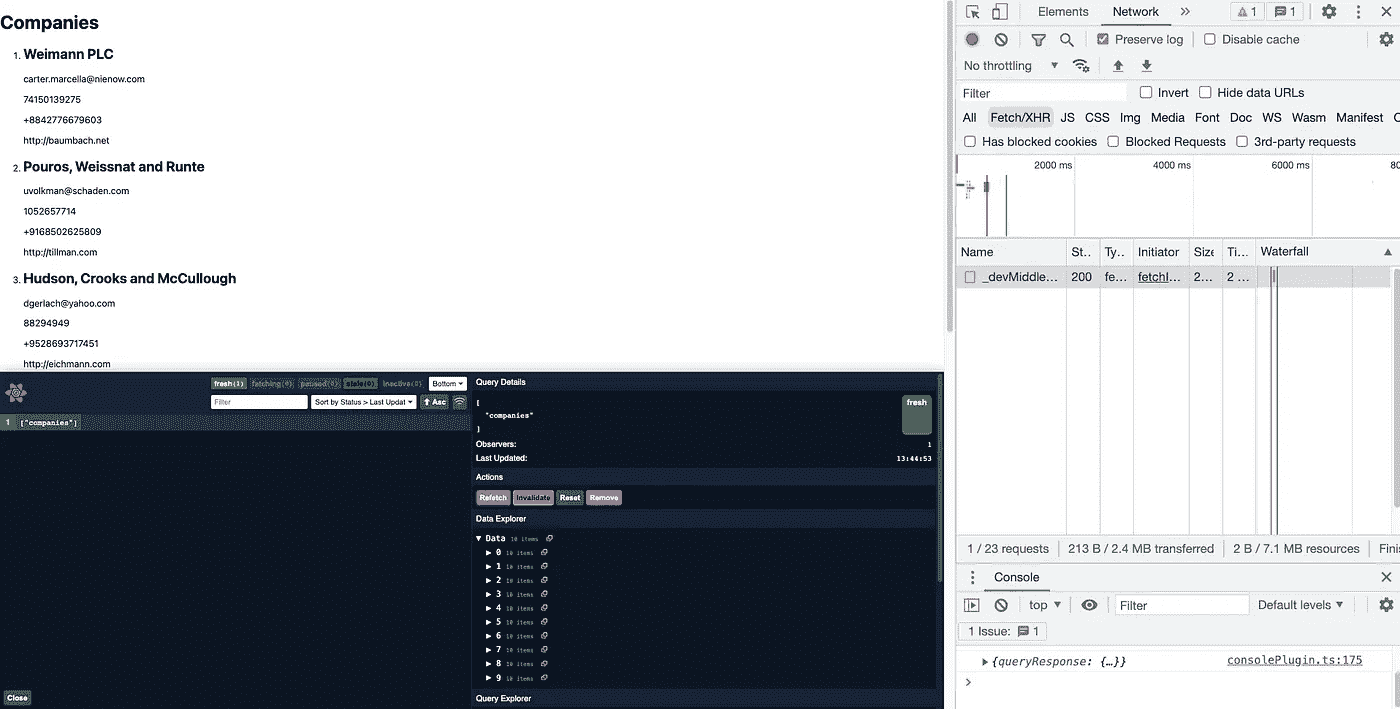 Companies
1. Weimann PLC
carter.marcella@nienow.com
74150139275
+8842776679603
http://baumbach.net
2. Pouros, Weissnat and Runte
uvolkman@schaden.com
1052657714
+9168502625809
http://tillman.com
3. Hudson, Crooks and McCullough
dgerlach@yahoo.com
88294949
+9528693717451
http://eichmann.com
fresh(1) fetching(0) paused(0) stale(0) inactive(0) Bottom
Filter Sort by Status > Last Updat Asc
1 ["companies"]
Close
Query Details
[
"companies"
]
fresh
Observers: 1
Last Updated: 13:44:53
Actions
Refetch Invalidate Reset Remove
Data Explorer
Data 10 items
0 10 items
1 10 items
2 10 items
3 10 items
4 10 items
5 10 items
6 10 items
7 10 items
8 10 items
9 10 items
Query Explorer
Elements Network 1 1
Preserve log Disable cache
No throttling
Filter Invert Hide data URLs
All Fetch/XHR JS CSS Img Media Font Doc WS Wasm Manifest
Has blocked cookies Blocked Requests 3rd-party requests
2000 ms 4000 ms 6000 ms 80
Name St.. Ty.. Initiator Size Ti... Waterfall
_devMiddle... 200 fe... fetchI... 2... 2 ...
1 / 23 requests 213 B / 2.4 MB transferred 2 B / 7.1 MB resources Fini
Console
top Filter Default levels
1 Issue: 1
{queryResponse: {…}} consolePlugin.ts:175